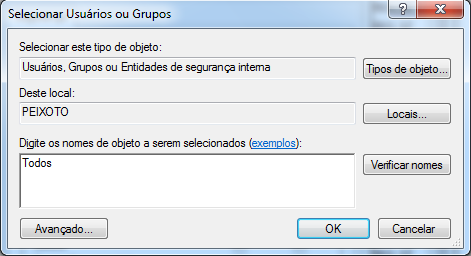 Selecionar Usuários ou Grupos
Selecionar este tipo de objeto:
Usuários, Grupos ou Entidades de segurança interna
Tipos de objeto...
Deste local:
PEIXOTO
Locais...
Digite os nomes de objeto a serem selecionados (exemplos):
Todos
Verificar nomes
Avançado...
OK
Cancelar